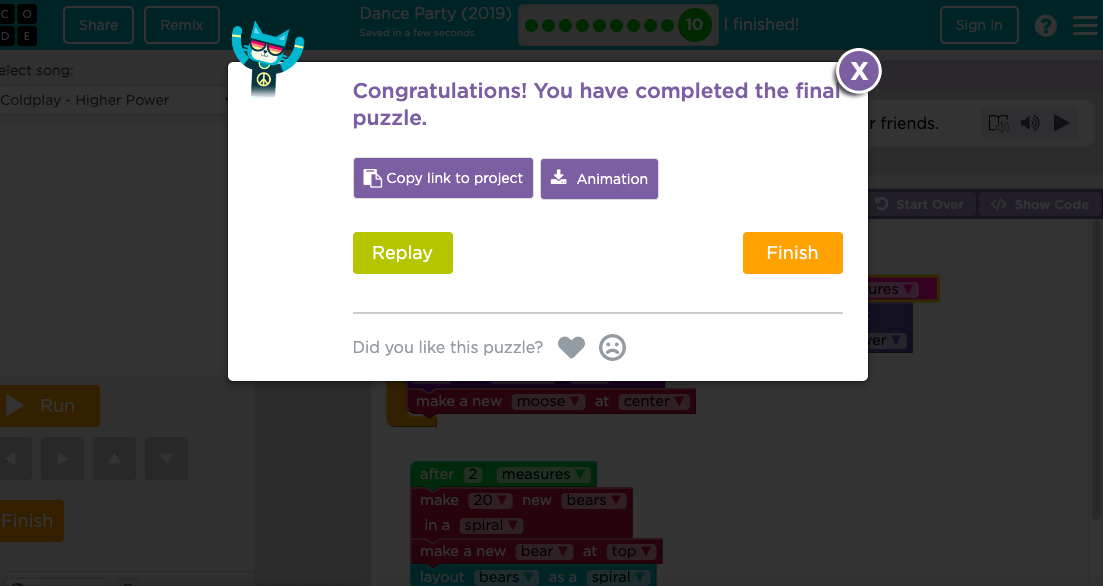 C O
D E
Share
Remix
Dance Party (2019)
Saved in a few seconds
10
I finished!
Sign in
?
elect song:
Coldplay - Higher Power
X
Congratulations! You have completed the final
puzzle.
r friends.
Copy link to project
Animation
Start Over
</> Show Code
Replay
Finish
ures
ver
Did you like this puzzle?
Run
make a new moose at center
after 2 measures
make 20 new bears
in a spiral
Finish
make a new bear at top
layout bears as a spiral